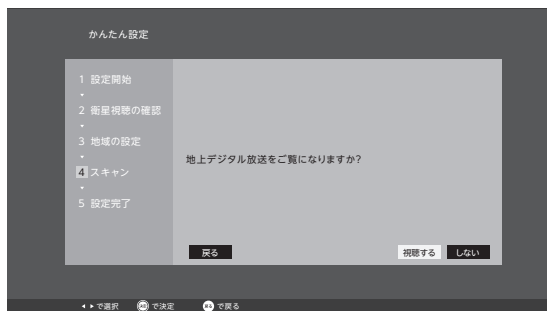 かんたん設定
1 設定開始
2 衛星視聴の確認
3 地域の設定
4 スキャン
5 設定完了
地上デジタル放送をご覧になりますか?
戻る
視聴する
しない
で選択 で決定 戻る で戻る